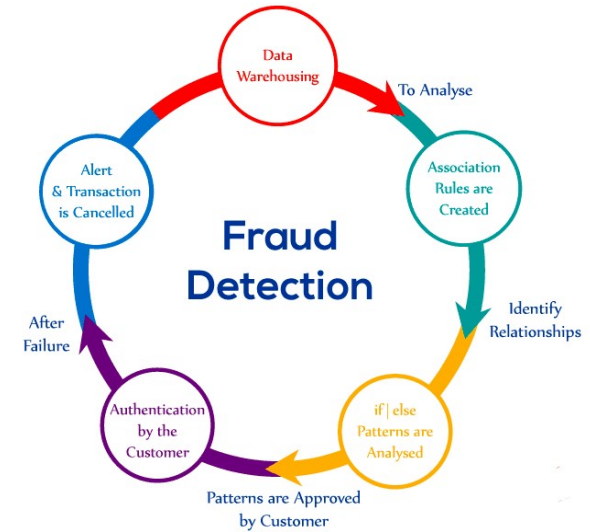 Data
Warehousing
To Analyse
Association
Rules are
Created
Identify
Relationships
if | else
Patterns are
Analysed
Patterns are Approved
by Customer
Authentication
by the
Customer
After
Failure
Alert
& Transaction
is Cancelled
Fraud
Detection